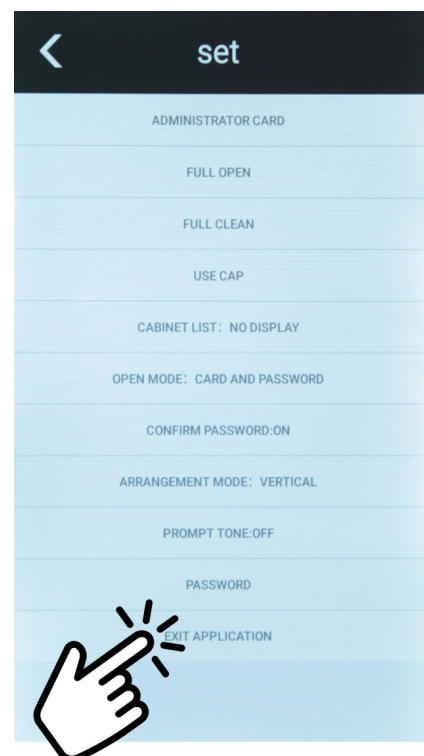 set
ADMINISTRATOR CARD
FULL OPEN
FULL CLEAN
USE CAP
CABINET LIST： NO DISPLAY
OPEN MODE： CARD AND PASSWORD
CONFIRM PASSWORD:ON
ARRANGEMENT MODE： VERTICAL
PROMPT TONE:OFF
PASSWORD
EXIT APPLICATION